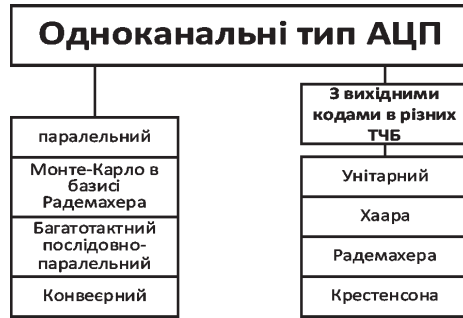 Одноканальні тип АЦП
паралельний
Монте-Карло в
базисі
Радемахера
Багатотактний
послідовно-
паралельний
Конвеєрний
З вихідними
кодами в різних
ТЧБ
Унітарний
Хаара
Радемахера
Крестенсона